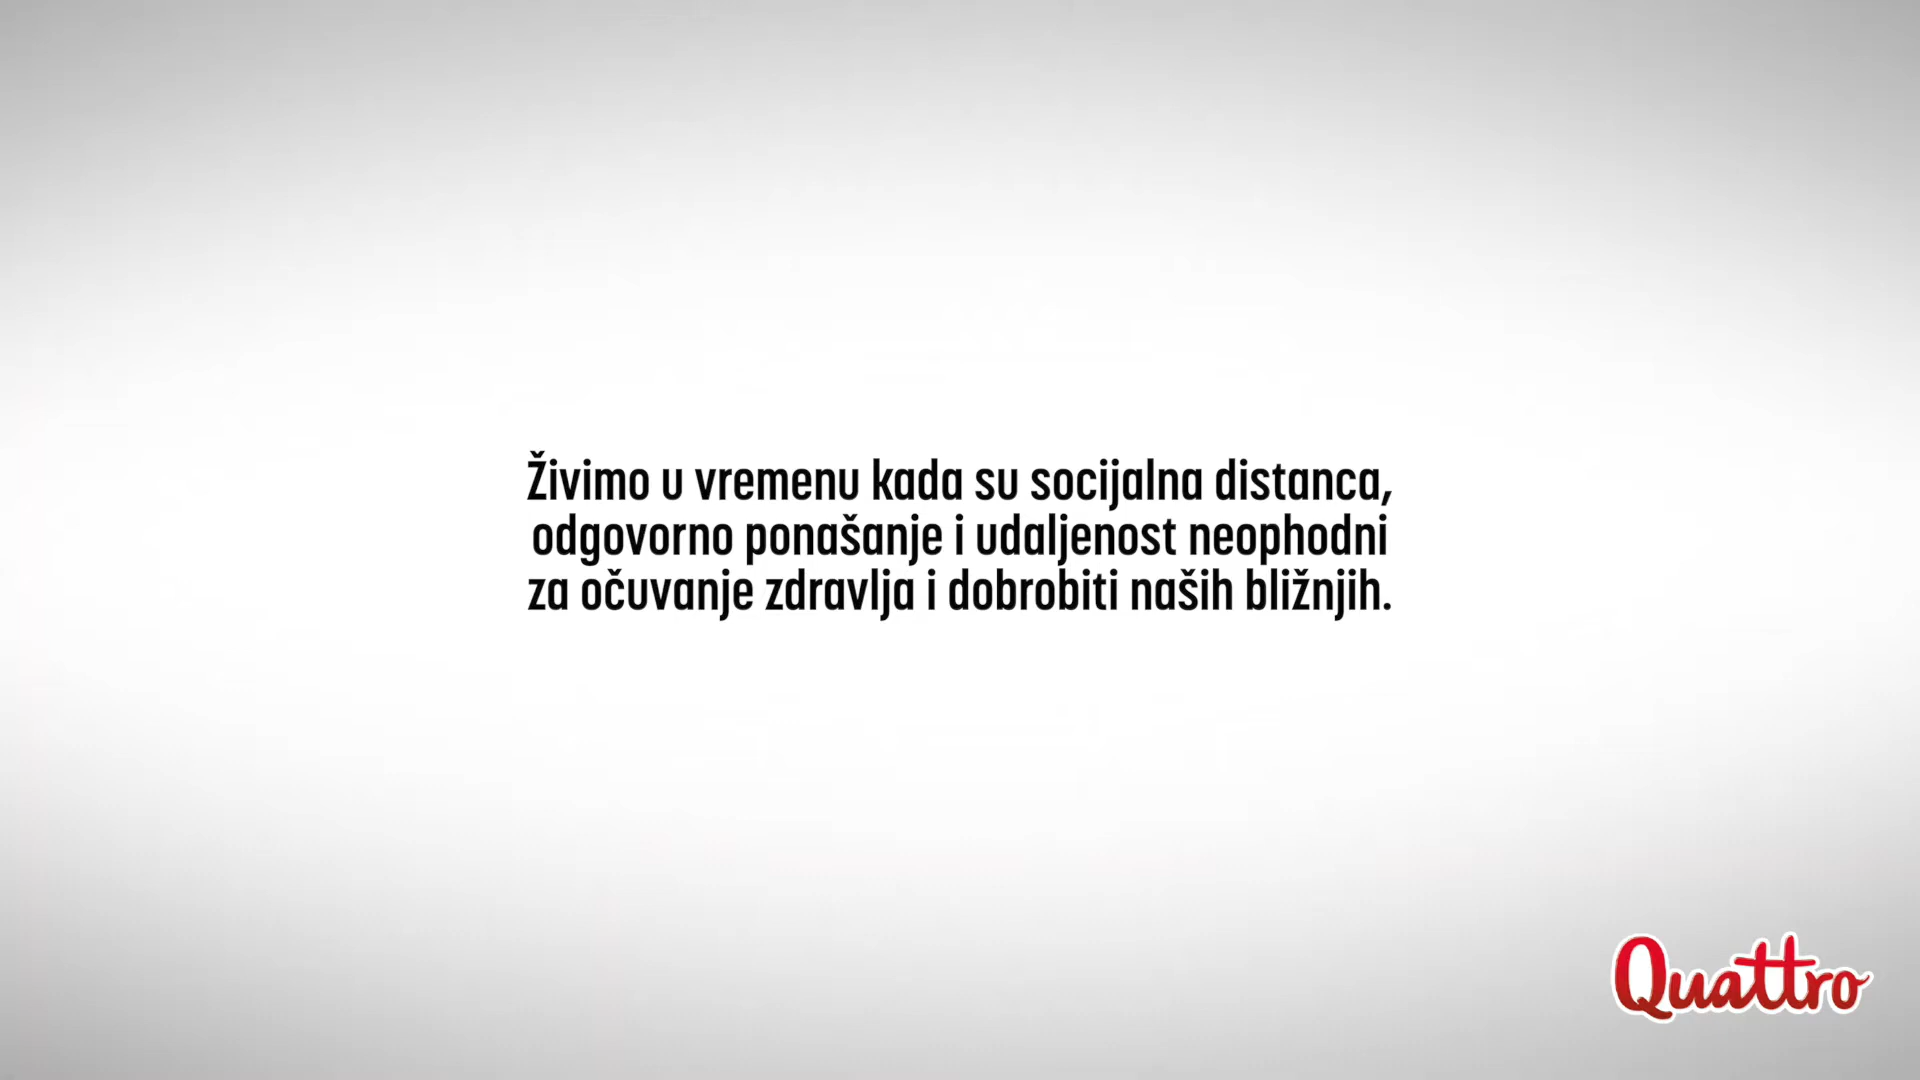 Živimo u vremenu kada su socijalna distanca,
odgovorno ponašanje i udaljenost neophodni
za očuvanje zdravlja i dobrobiti naših bližnjih.
Quattro